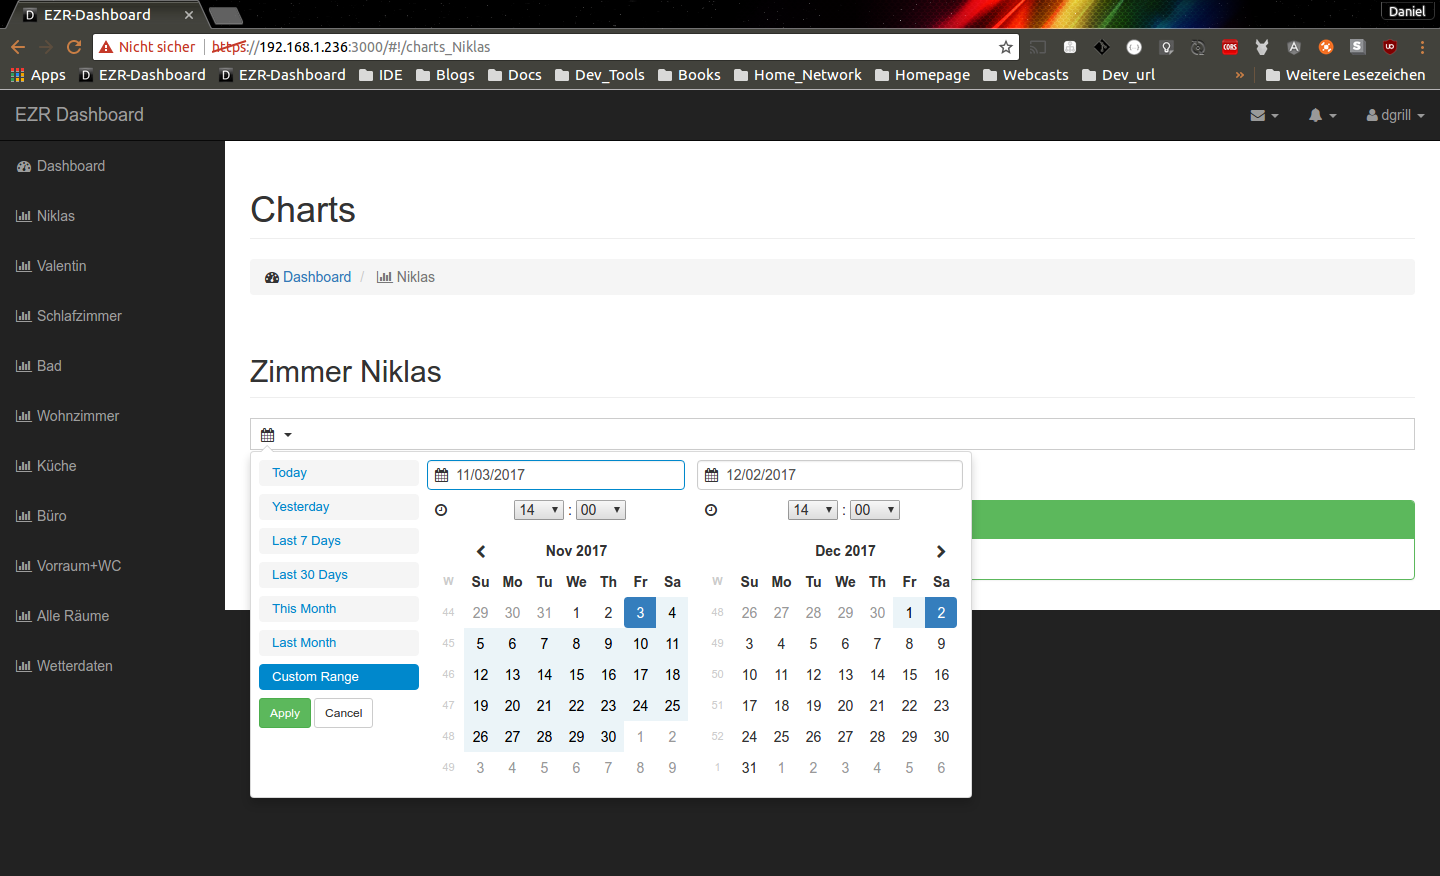 EZR-Dashboard
Daniel
Nicht sicher https://192.168.1.236:3000/#!/charts_Niklas
Apps EZR-Dashboard EZR-Dashboard IDE Blogs Docs Dev_Tools Books Home_Network Homepage Webcasts Dev_url » Weitere Lesezeichen
EZR Dashboard
dgrill
Dashboard
Niklas
Valentin
Schlafzimmer
Bad
Wohnzimmer
Küche
Büro
Vorraum+WC
Alle Räume
Wetterdaten
Charts
Dashboard / Niklas
Zimmer Niklas
Today
Yesterday
Last 7 Days
Last 30 Days
This Month
Last Month
Custom Range
Apply Cancel
11/03/2017
14 : 00
Nov 2017
W Su Mo Tu We Th Fr Sa
44 29 30 31 1 2 3 4
45 5 6 7 8 9 10 11
46 12 13 14 15 16 17 18
47 19 20 21 22 23 24 25
48 26 27 28 29 30 1 2
49 3 4 5 6 7 8 9
12/02/2017
14 : 00
Dec 2017
W Su Mo Tu We Th Fr Sa
48 26 27 28 29 30 1 2
49 3 4 5 6 7 8 9
50 10 11 12 13 14 15 16
51 17 18 19 20 21 22 23
52 24 25 26 27 28 29 30
1 31 1 2 3 4 5 6